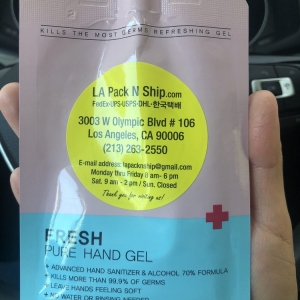 KILLS THE MOST GERMS REFRESHING GEL
LA Pack N Ship.com
FedEx-UPS-USPS-DHL-한국택배
3003 W Olympic Blvd # 106
Los Angeles, CA 90006
(213) 263-2550
E-mail address: lapacknship@gmail.com
Monday thru Friday 8 am- 6 pm
Sat. 9 am - 2 pm / Sun. Closed
Thank you for visiting!
FRESH
PURE HAND GEL
+ ADVANCED HAND SANITIZER & ALCOHOL 70% FORMULA
+ KILLS MORE THAN 99.9% OF GERMS
+ LEAVE HANDS FEELING SOFT
+ NO WATER OR RINSING NEEDED